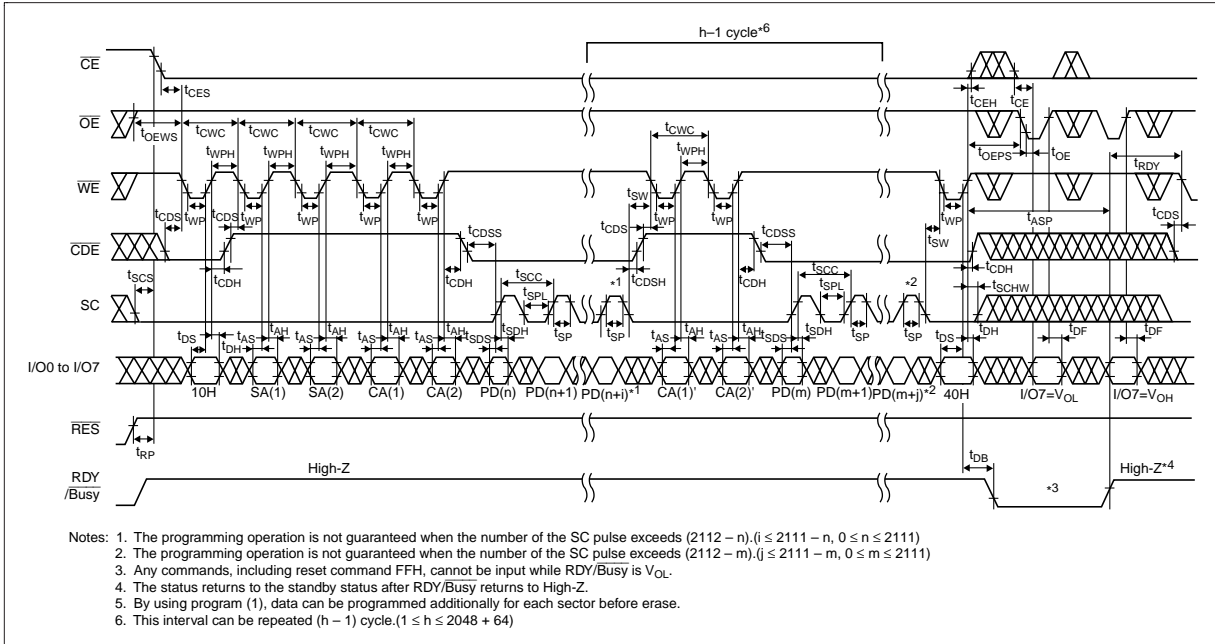 h–1 cycle*6
CE
tCES
tCEH
tCE
OE
tOEWS
tCWC
tCWC
tCWC
tCWC
tCWC
tWPH
tWPH
tWPH
tWPH
tWPH
tOEPS
tOE
tRDY
WE
tCDS
tWP
tCDS
tWP
tWP
tWP
tWP
tSW
tWP
tWP
tWP
tASP
tCDS
CDE
tCDSS
tCDS
tCDSS
tSW
tSCS
tCDH
tCDH
tCDSH
tCDH
tCDH
SC
tSCC
tSPL
*1
tSCC
tSPL
*2
tSCHW
tDS
tDH
tAS
tAH
tAS
tAH
tAS
tAH
tAS
tAH
tSDS
tSDH
tSP
tSP
tAS
tAH
tAS
tAH
tSDS
tSDH
tSP
tSP
tDS
tDH
tDF
tDF
I/O0 to I/O7
10H
SA(1)
SA(2)
CA(1)
CA(2)
PD(n)
PD(n+1)
PD(n+i)*1
CA(1)'
CA(2)'
PD(m)
PD(m+1)
PD(m+j)*2
40H
I/O7=VOL
I/O7=VOH
RES
tRP
tDB
RDY
/Busy
High-Z
*3
High-Z*4
Notes: 1. The programming operation is not guaranteed when the number of the SC pulse exceeds (2112 – n).(i ≤ 2111 – n, 0 ≤ n ≤ 2111)
2. The programming operation is not guaranteed when the number of the SC pulse exceeds (2112 – m).(j ≤ 2111 – m, 0 ≤ m ≤ 2111)
3. Any commands, including reset command FFH, cannot be input while RDY/Busy is VOL.
4. The status returns to the standby status after RDY/Busy returns to High-Z.
5. By using program (1), data can be programmed additionally for each sector before erase.
6. This interval can be repeated (h – 1) cycle.(1 ≤ h ≤ 2048 + 64)